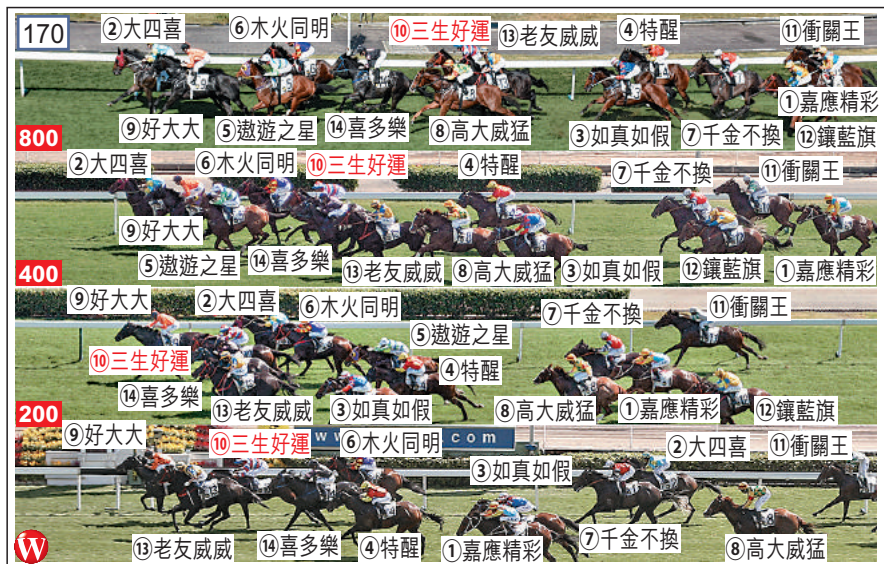 170
②大四喜 ⑥木火同明 ⑩三生好運 ⑬老友威威 ④特醒 ⑪衝關王
①嘉應精彩
⑨好大大 ⑤遨遊之星 ⑭喜多樂 ⑧高大威猛 ③如真如假 ⑦千金不換 ⑫鑲藍旗
800
②大四喜 ⑥木火同明 ⑩三生好運 ④特醒 ⑦千金不換 ⑪衝關王
⑨好大大
⑤遨遊之星 ⑭喜多樂 ⑬老友威威 ⑧高大威猛 ③如真如假 ⑫鑲藍旗 ①嘉應精彩
400
⑨好大大 ②大四喜 ⑥木火同明 ⑤遨遊之星 ⑦千金不換 ⑪衝關王
⑩三生好運 ④特醒
⑭喜多樂 ⑬老友威威 ③如真如假 ⑧高大威猛 ①嘉應精彩 ⑫鑲藍旗
200
⑨好大大 ⑩三生好運 ⑥木火同明 ②大四喜 ⑪衝關王
.com
③如真如假
⑬老友威威 ⑭喜多樂 ④特醒 ①嘉應精彩 ⑦千金不換 ⑧高大威猛
W